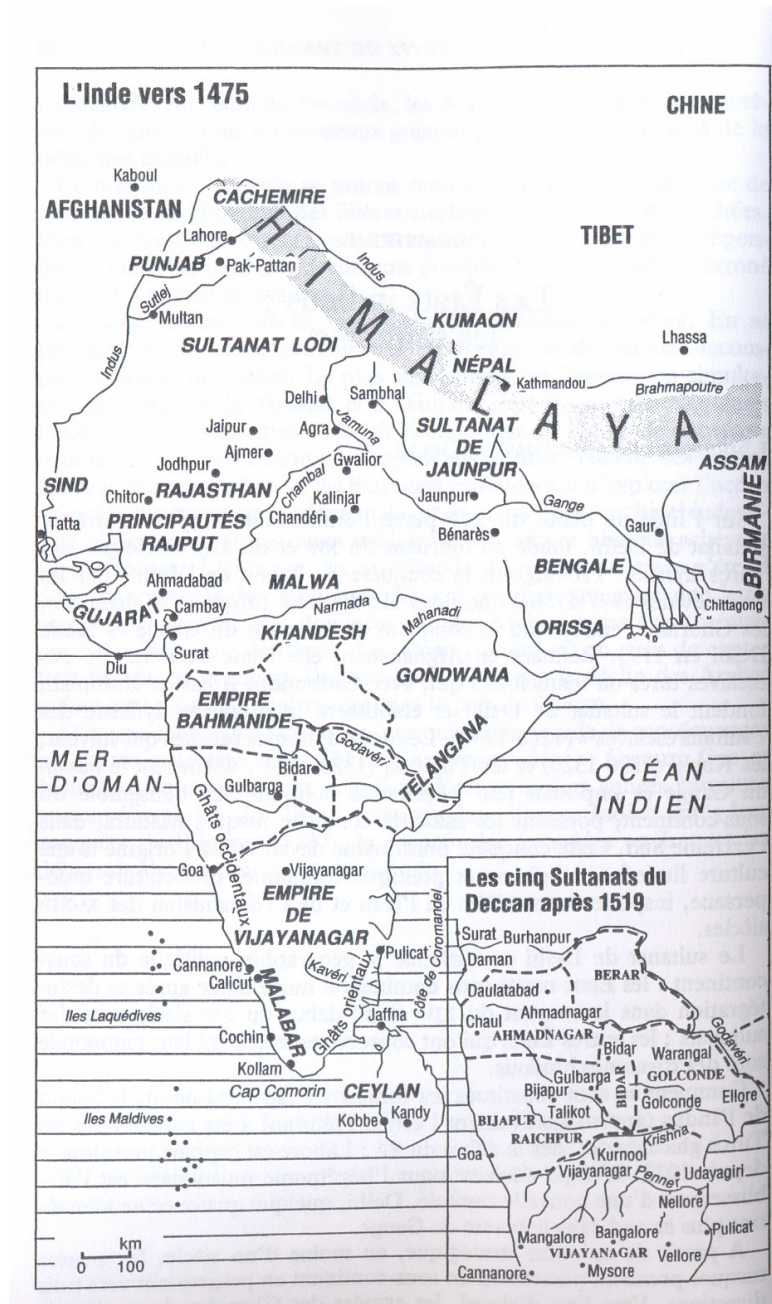 L'Inde vers 1475
CHINE
Kaboul
AFGHANISTAN
CACHEMIRE
Lahore
TIBET
PUNJAB
Pak-Pattan
Indus
HIMALAYA
Sutlej
Multan
KUMAON
SULTANAT LODI
Lhassa
Indus
NÉPAL
Kathmandou
Brahmapoutre
Delhi
Sambhal
Jaipur
Agra
Jamuna
SULTANAT
DE
JAUNPUR
Ajmer
Gwalior
ASSAM
Jodhpur
Chambal
SIND
Chitor
RAJASTHAN
Kalinjar
Jaunpur
Gange
Tatta
PRINCIPAUTÉS
RAJPUT
Chanderi
Bénarès
Gaur
BIRMANIE
BENGALE
Ahmadabad
MALWA
GUJARAT
Cambay
Narmada
Mahanadi
Chittagong
KHANDESH
ORISSA
Diu
Surat
GONDWANA
EMPIRE
BAHMANIDE
Godavéri
TELANGANA
MER
D'OMAN
Bidar
Gulbarga
OCÉAN
INDIEN
Ghâts occidentaux
Goa
Vijayanagar
EMPIRE
DE
VIJAYANAGAR
Pulicat
Côte de Coromandel
Cannanore
Calicut
Kavéri
Ghâts orientaux
MALABAR
Iles Laquédives
Jaffna
Cochin
Kollam
Cap Comorin
CEYLAN
Iles Maldives
Kobbe
Kandy
km
0 100
Les cinq Sultanats du
Deccan après 1519
Surat
Burhanpur
Daman
BERAR
Ahmadnagar
Chaul
AHMADNAGAR
Godavéri
Bidar
Warangal
Gulbarga
BIDAR
GOLCONDE
Bijapur
Golconde
Ellore
Talikot
BIJAPUR
RAICHPUR
Krishna
Goa
Kurnool
Vijayanagar
Penner
Udayagiri
Nellore
Mangalore
Bangalore
Pulicat
VIJAYANAGAR
Vellore
Cannanore
Mysore